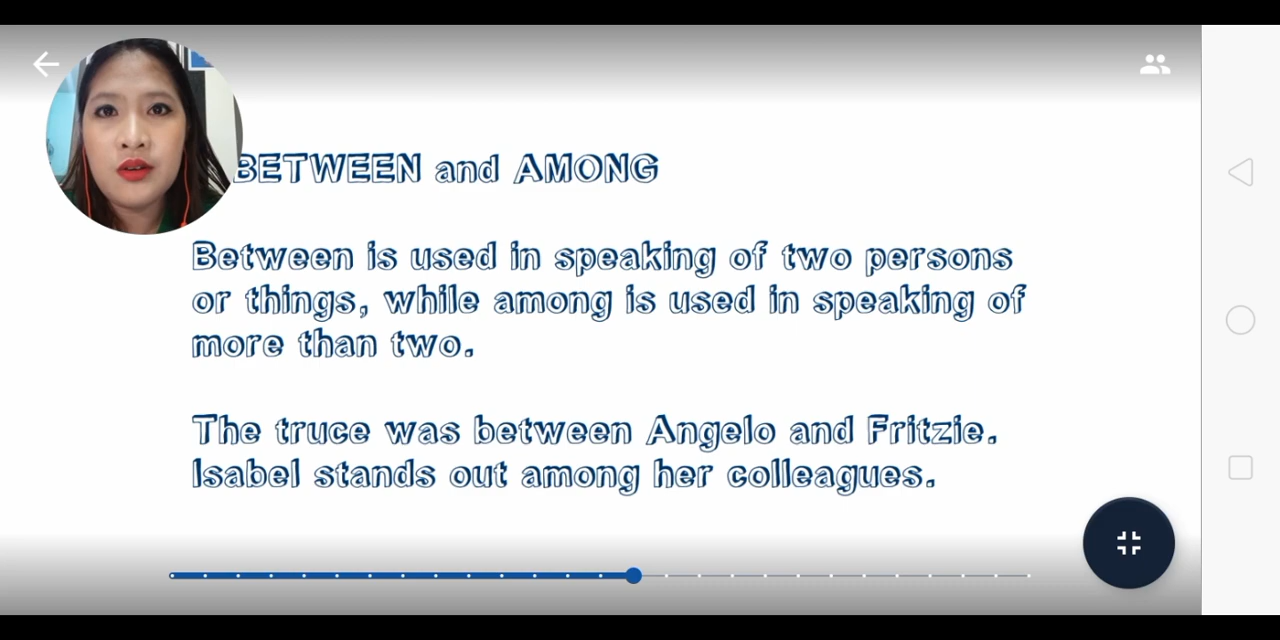 BETWEEN and AMONG
Between is used in speaking of two persons
or things, while among is used in speaking of
more than two.
The truce was between Angelo and Fritzie.
Isabel stands out among her colleagues.